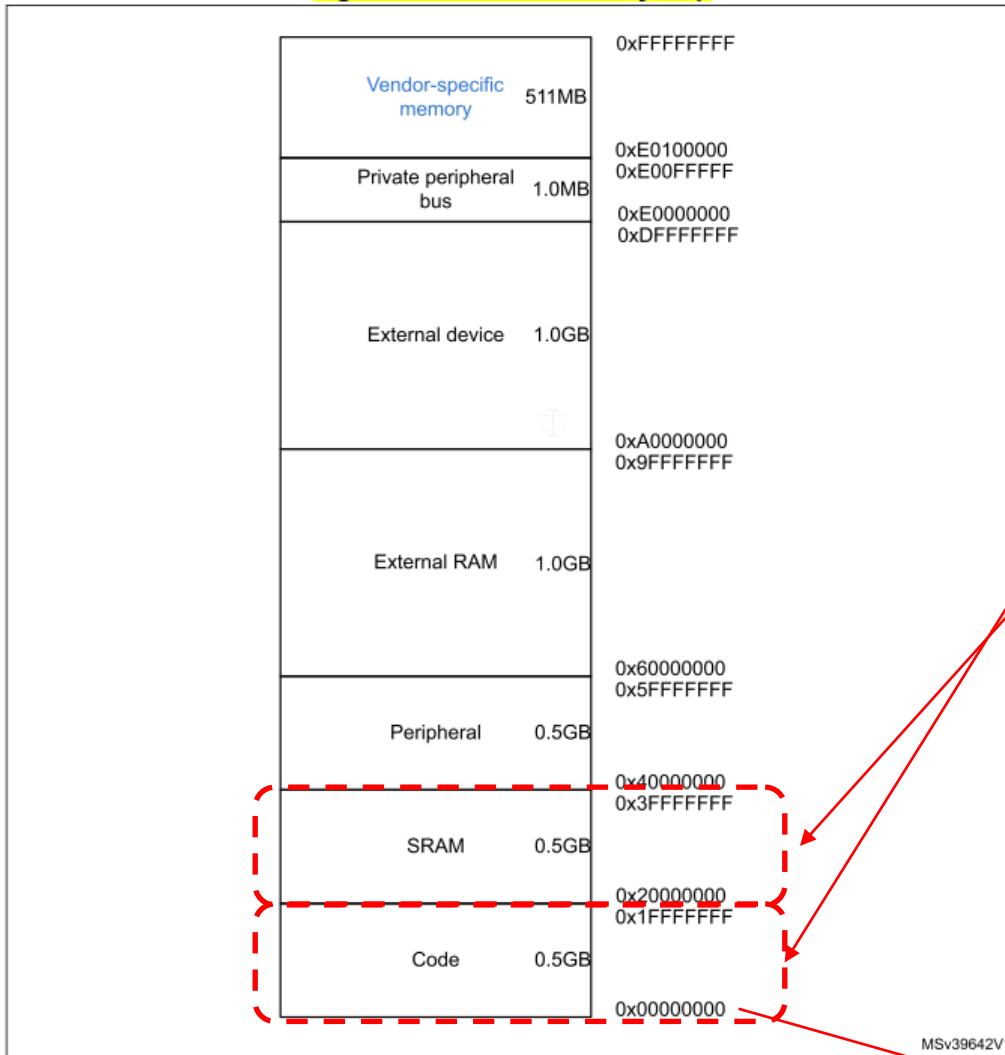 0xFFFFFFFF
Vendor-specific
memory
511MB
0xE0100000
0xE00FFFFF
Private peripheral
bus
1.0MB
0xE0000000
0xDFFFFFFF
External device
1.0GB
0xA0000000
0x9FFFFFFF
External RAM
1.0GB
0x60000000
0x5FFFFFFF
Peripheral
0.5GB
0x40000000
0x3FFFFFFF
SRAM
0.5GB
0x20000000
0x1FFFFFFF
Code
0.5GB
0x00000000
MSv39642V